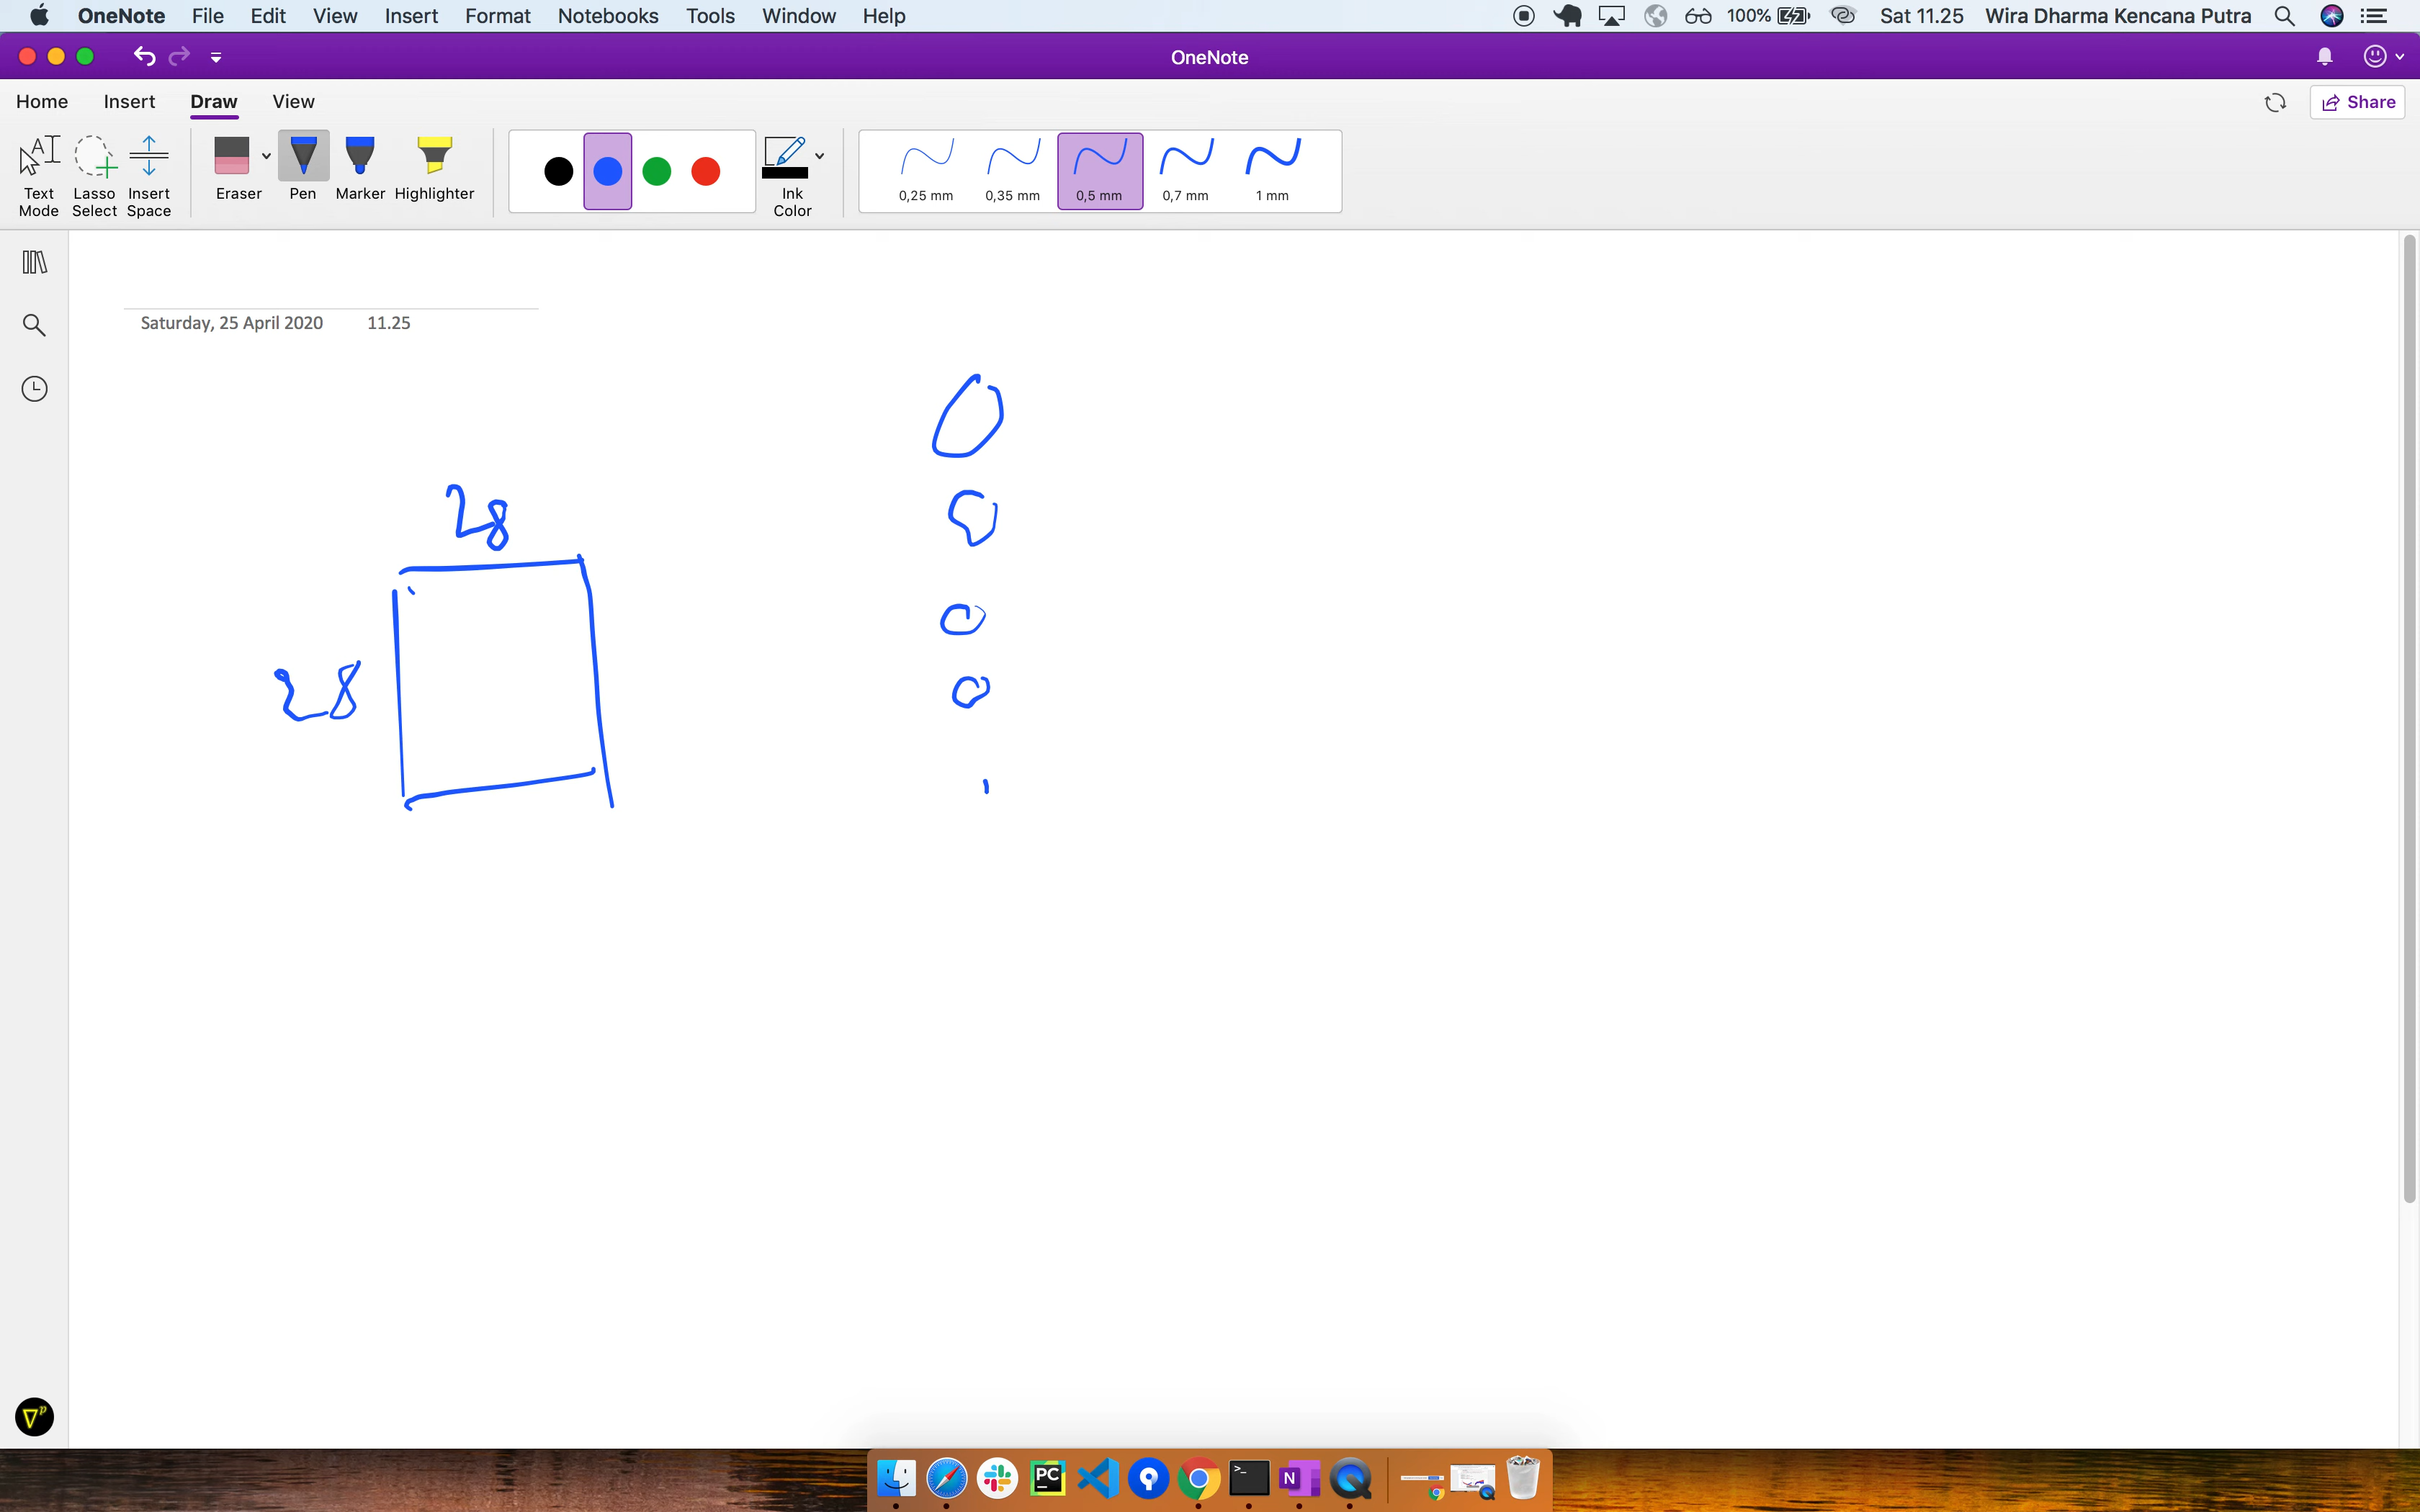 OneNote File Edit View Insert Format Notebooks Tools Window Help 100% Sat 11.25 Wira Dharma Kencana Putra
OneNote
Home Insert Draw View Share
Text Mode Lasso Select Insert Space Eraser Pen Marker Highlighter Ink Color 0,25 mm 0,35 mm 0,5 mm 0,7 mm 1 mm
Saturday, 25 April 2020 11.25
28
28